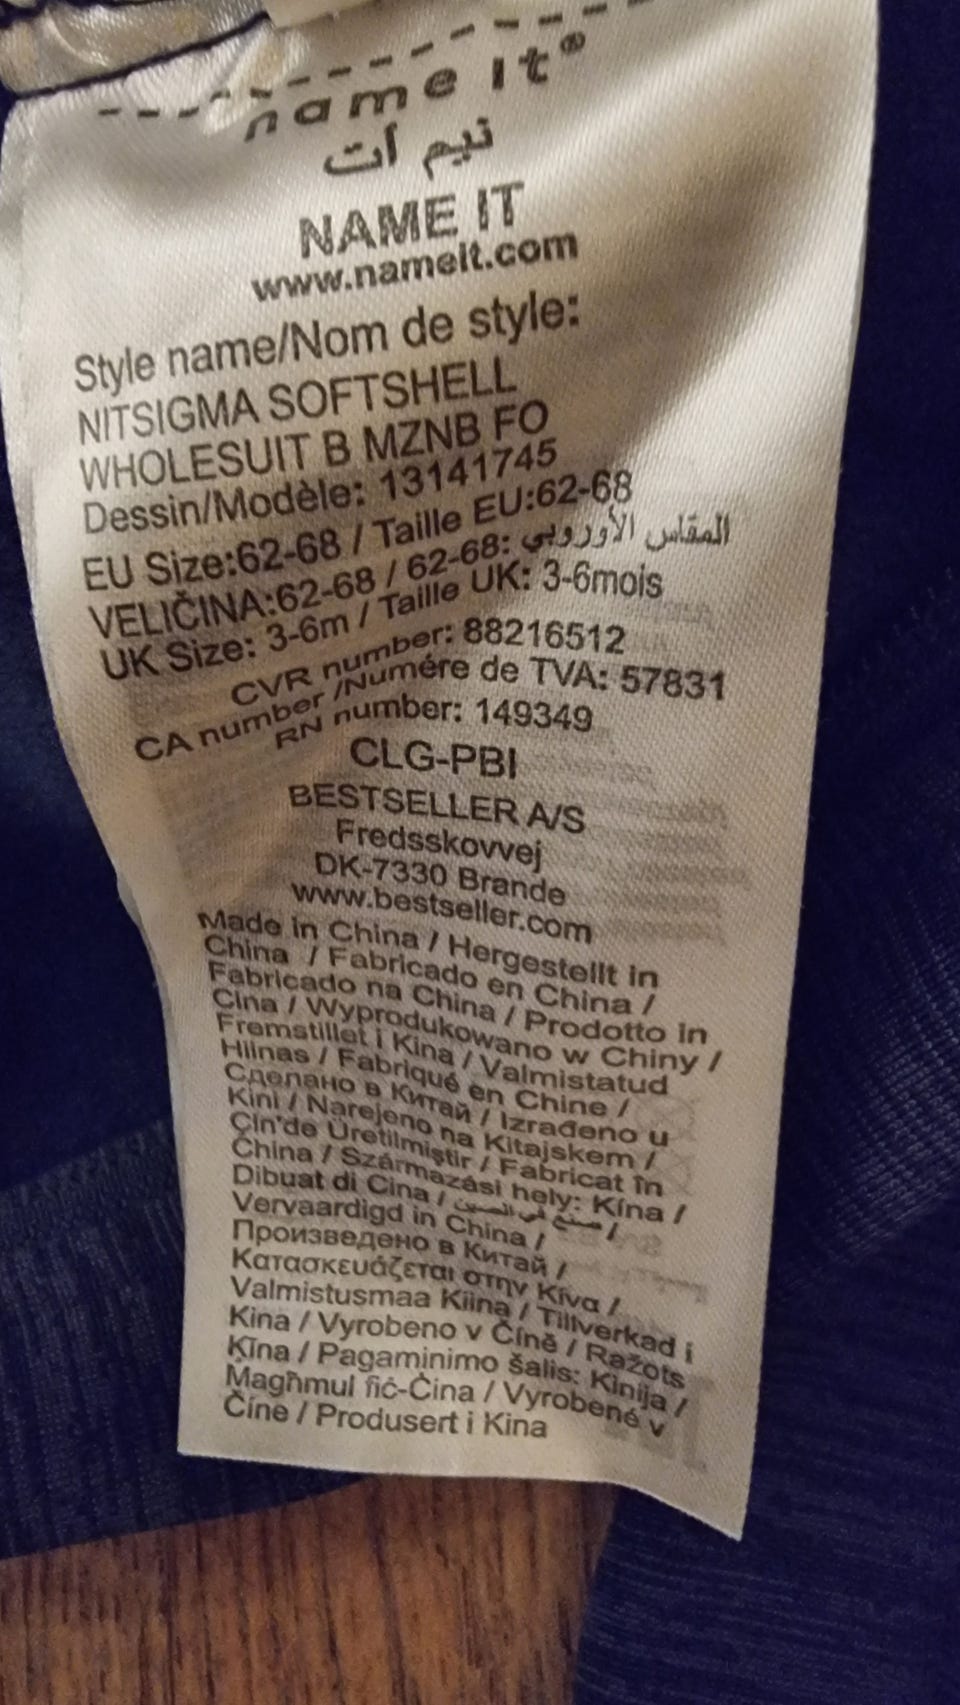 name it®
نيم ات
NAME IT
www.nameit.com
Style name/Nom de style:
NITSIGMA SOFTSHELL
WHOLESUIT B MZNB FO
Dessin/Modèle: 13141745
EU Size:62-68 / Taille EU:62-68
VELIČINA:62-68 / 62-68: المقاس الأوروبي
UK Size: 3-6m / Taille UK: 3-6mois
CVR number: 88216512
CA number /Numére de TVA: 57831
RN number: 149349
CLG-PBI
BESTSELLER A/S
Fredsskovvej
DK-7330 Brande
www.bestseller.com
Made in China / Hergestellt in
China / Fabricado en China /
Fabricado na China / Prodotto in
Cina / Wyprodukowano w Chiny /
Fremstillet i Kina / Valmistatud
Hiinas / Fabriqué en Chine /
Сделано в Китай / Izrađeno u
Kini / Narejeno na Kitajskem /
Çin'de Üretilmiştir / Fabricat în
China / Származási hely: Kína /
Dibuat di Cina / صنع في الصين /
Vervaardigd in China /
Произведено в Китай /
Κατασκευάζεται στην Κίνα /
Valmistusmaa Kiina / Tillverkad i
Kina / Vyrobeno v Číně / Ražots
Ķīna / Pagaminimo šalis: Kinija /
Magħmul fiċ-Ċina / Vyrobené v
Číne / Produsert i Kina